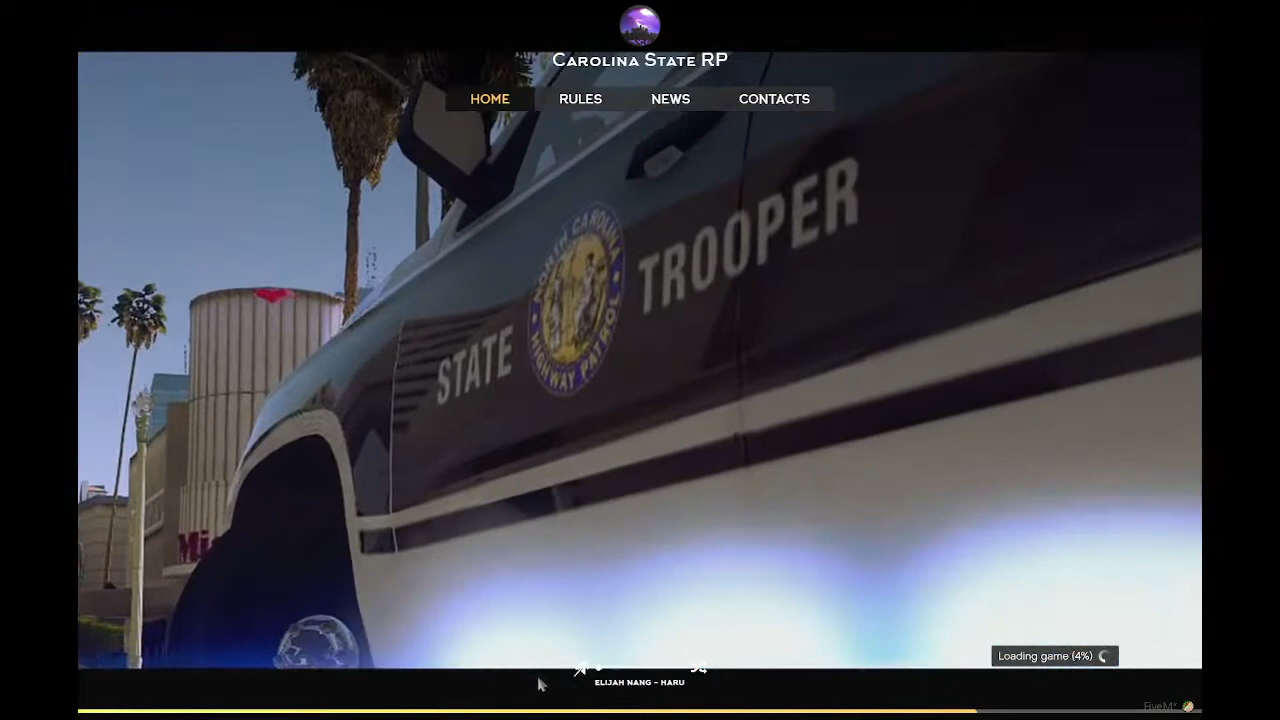 Carolina State RP
HOME RULES NEWS CONTACTS
STATE TROOPER
NORTH CAROLINA
HIGHWAY PATROL
Loading game (4%)
ELIJAH NANG - HARU
FiveM*